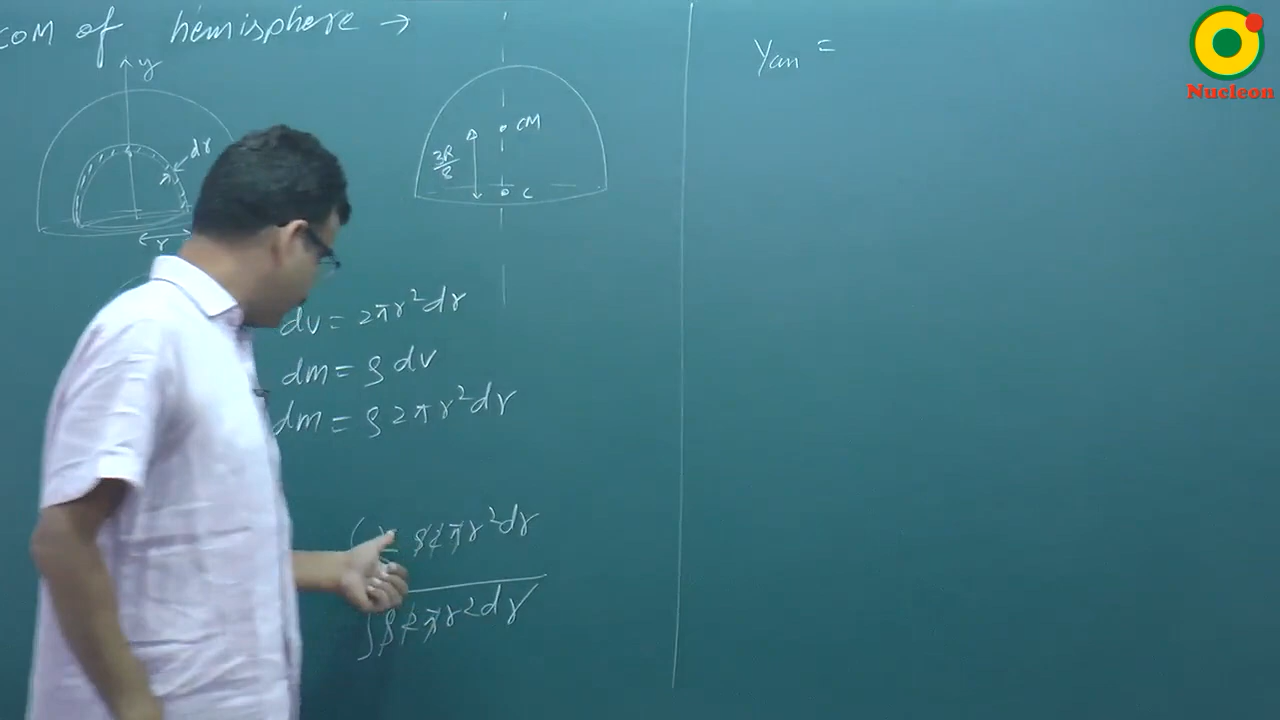 COM of hemisphere →
y
dr
r
CM
3R/8
C
dv = 2πr²dr
dm = ρ dv
dm = ρ 2πr²dr
ρ2πr²dr
∫ρ2πr²dr
Ycm =
Nucleon